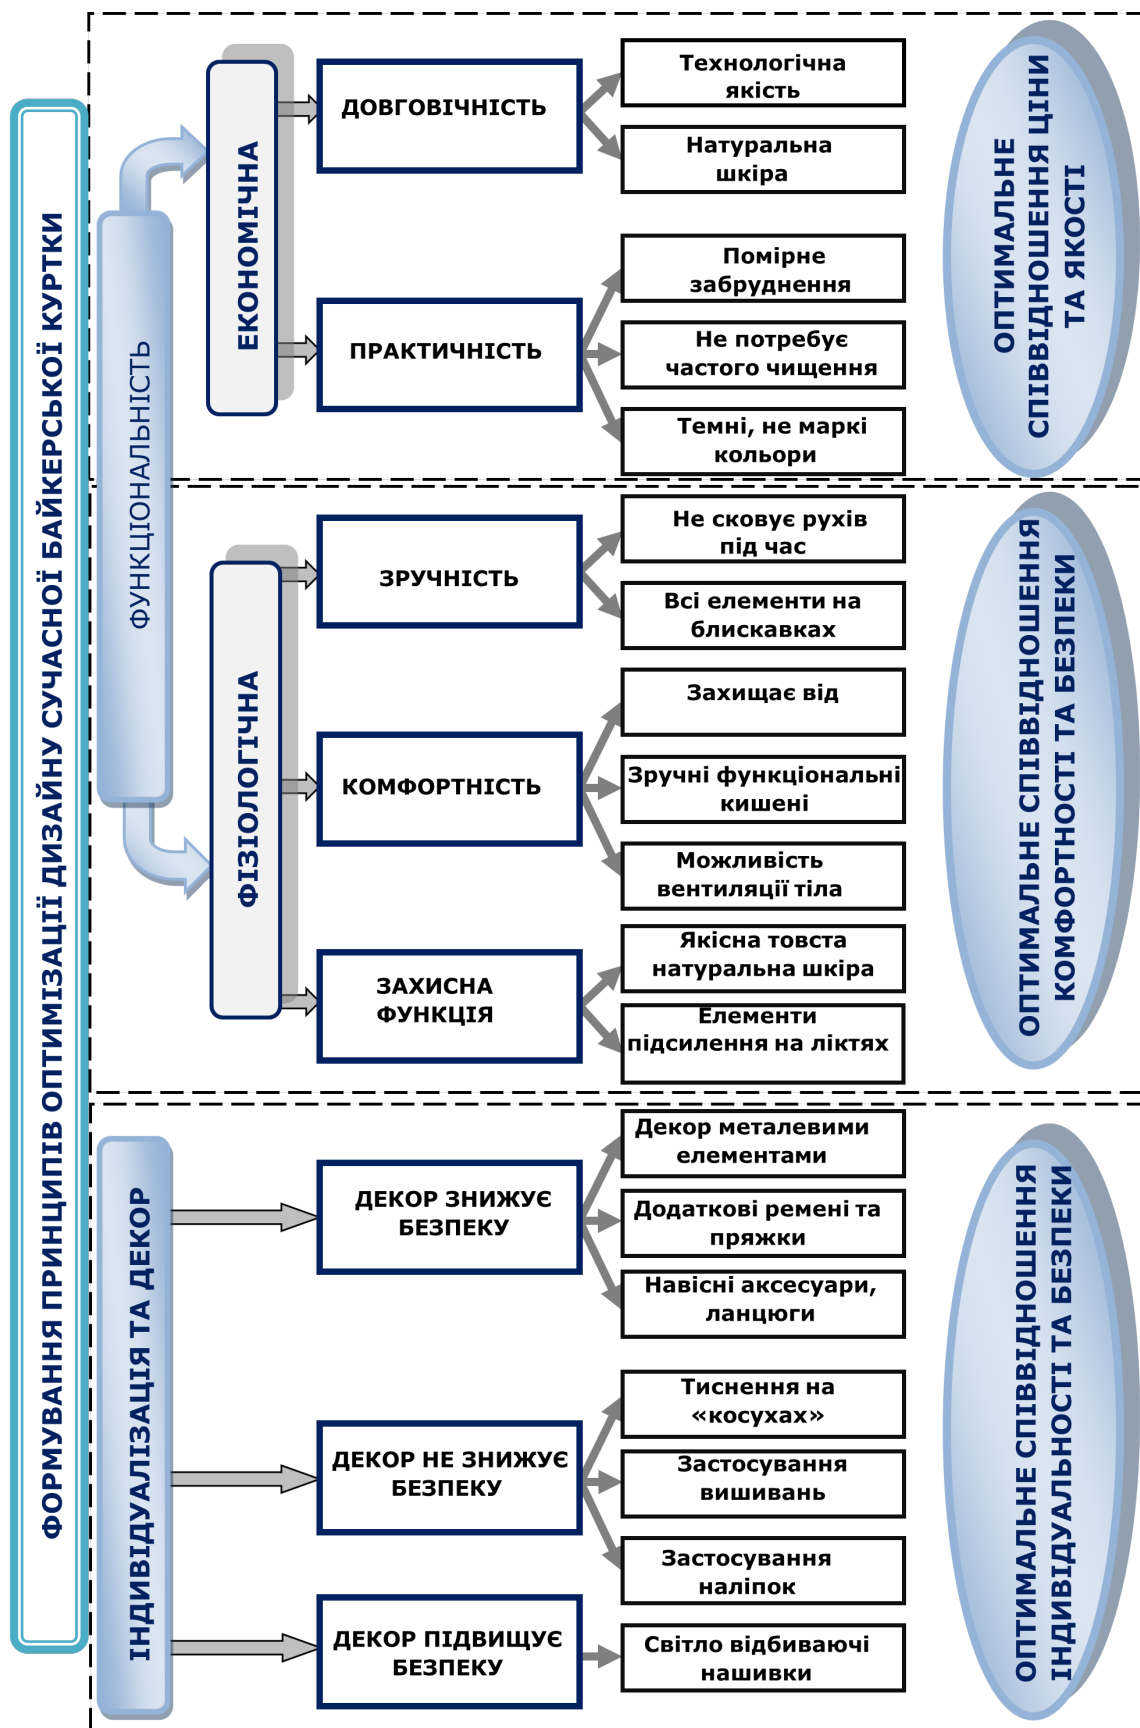 ФОРМУВАННЯ ПРИНЦИПІВ ОПТИМІЗАЦІЇ ДИЗАЙНУ СУЧАСНОЇ БАЙКЕРСЬКОЇ КУРТКИ
ФУНКЦІОНАЛЬНІСТЬ
ЕКОНОМІЧНА
ДОВГОВІЧНІСТЬ
Технологічна
якість
Натуральна
шкіра
ПРАКТИЧНІСТЬ
Помірне
забруднення
Не потребує
частого чищення
Темні, не маркі
кольори
ОПТИМАЛЬНЕ
СПІВВІДНОШЕННЯ ЦІНИ
ТА ЯКОСТІ
ФІЗІОЛОГІЧНА
ЗРУЧНІСТЬ
Не сковує рухів
під час
Всі елементи на
блискавках
КОМФОРТНІСТЬ
Захищає від
Зручні функціональні
кишені
Можливість
вентиляції тіла
ЗАХИСНА
ФУНКЦІЯ
Якісна товста
натуральна шкіра
Елементи
підсилення на ліктях
ОПТИМАЛЬНЕ СПІВВІДНОШЕННЯ
КОМФОРТНОСТІ ТА БЕЗПЕКИ
ІНДИВІДУАЛІЗАЦІЯ ТА ДЕКОР
ДЕКОР ЗНИЖУЄ
БЕЗПЕКУ
Декор металевими
елементами
Додаткові ремені та
пряжки
Навісні аксесуари,
ланцюги
ДЕКОР НЕ ЗНИЖУЄ
БЕЗПЕКУ
Тиснення на
«косухах»
Застосування
вишивань
Застосування
наліпок
ДЕКОР ПІДВИЩУЄ
БЕЗПЕКУ
Світло відбиваючі
нашивки
ОПТИМАЛЬНЕ СПІВВІДНОШЕННЯ
ІНДИВІДУАЛЬНОСТІ ТА БЕЗПЕКИ